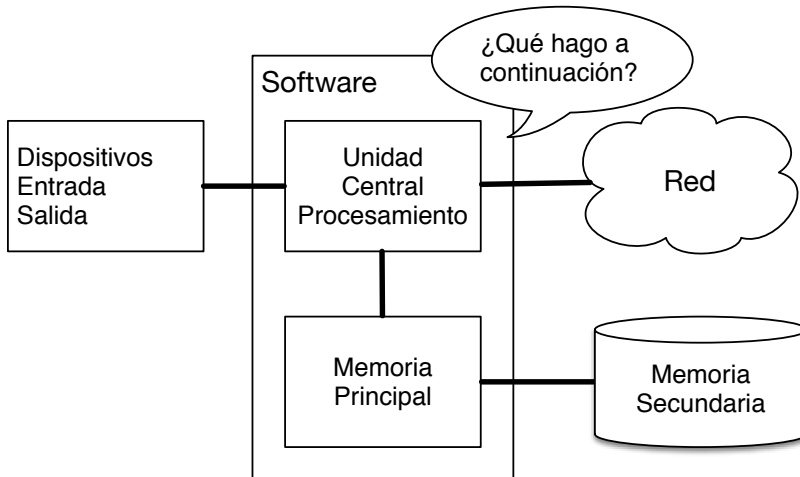 ¿Qué hago a
continuación?
Software
Dispositivos
Entrada
Salida
Unidad
Central
Procesamiento
Red
Memoria
Principal
Memoria
Secundaria